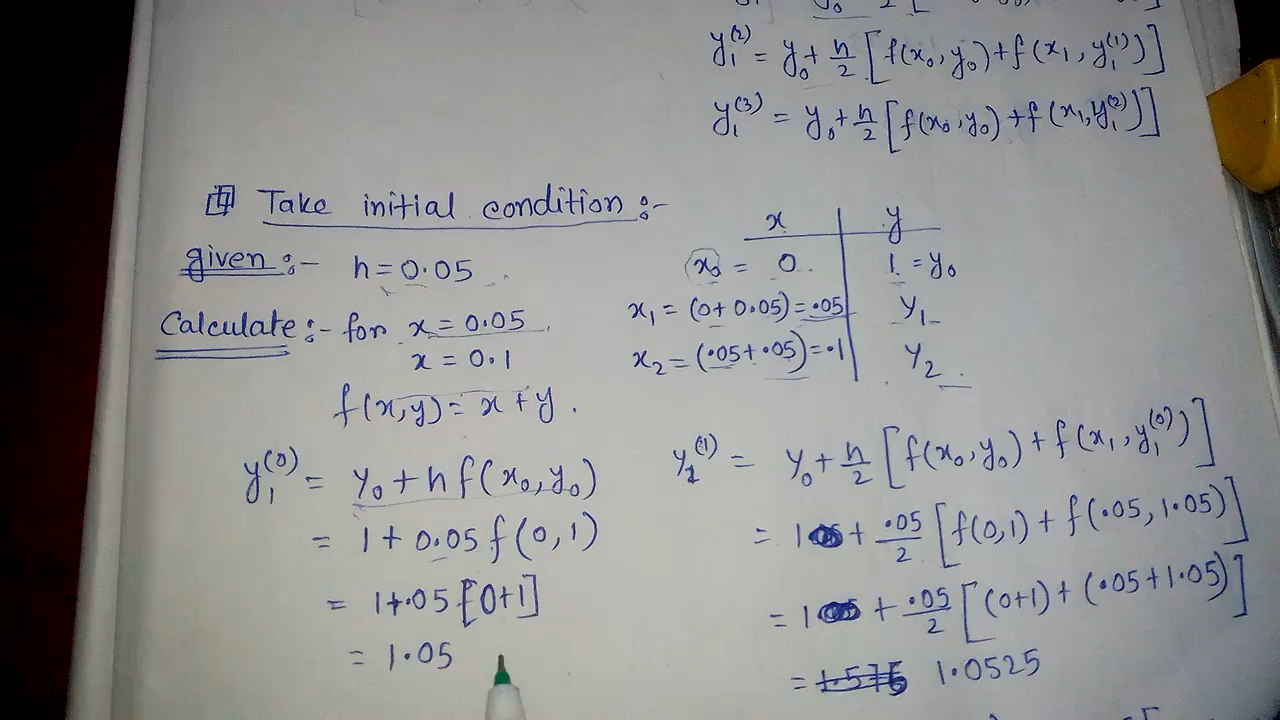 y₁⁽²⁾ = y₀ + h/2 [f(x₀, y₀) + f(x₁, y₁⁽¹⁾)]
y₁⁽³⁾ = y₀ + h/2 [f(x₀, y₀) + f(x₁, y₁⁽²⁾)]
Take initial condition :-
given :- h = 0.05
Calculate :- for x = 0.05
x = 0.1
f(x,y) = x + y.
x | y
x₀ = 0 | 1 = y₀
x₁ = (0 + 0.05) = .05 | y₁
x₂ = (.05 + .05) = .1 | y₂
y₁⁽⁰⁾ = y₀ + h f(x₀, y₀)
= 1 + 0.05 f(0, 1)
= 1 + .05 [0+1]
= 1.05
y₁⁽¹⁾ = y₀ + h/2 [f(x₀, y₀) + f(x₁, y₁⁽⁰⁾)]
= 1 + .05/2 [f(0,1) + f(.05, 1.05)]
= 1 + .05/2 [(0+1) + (.05 + 1.05)]
= 1.0525